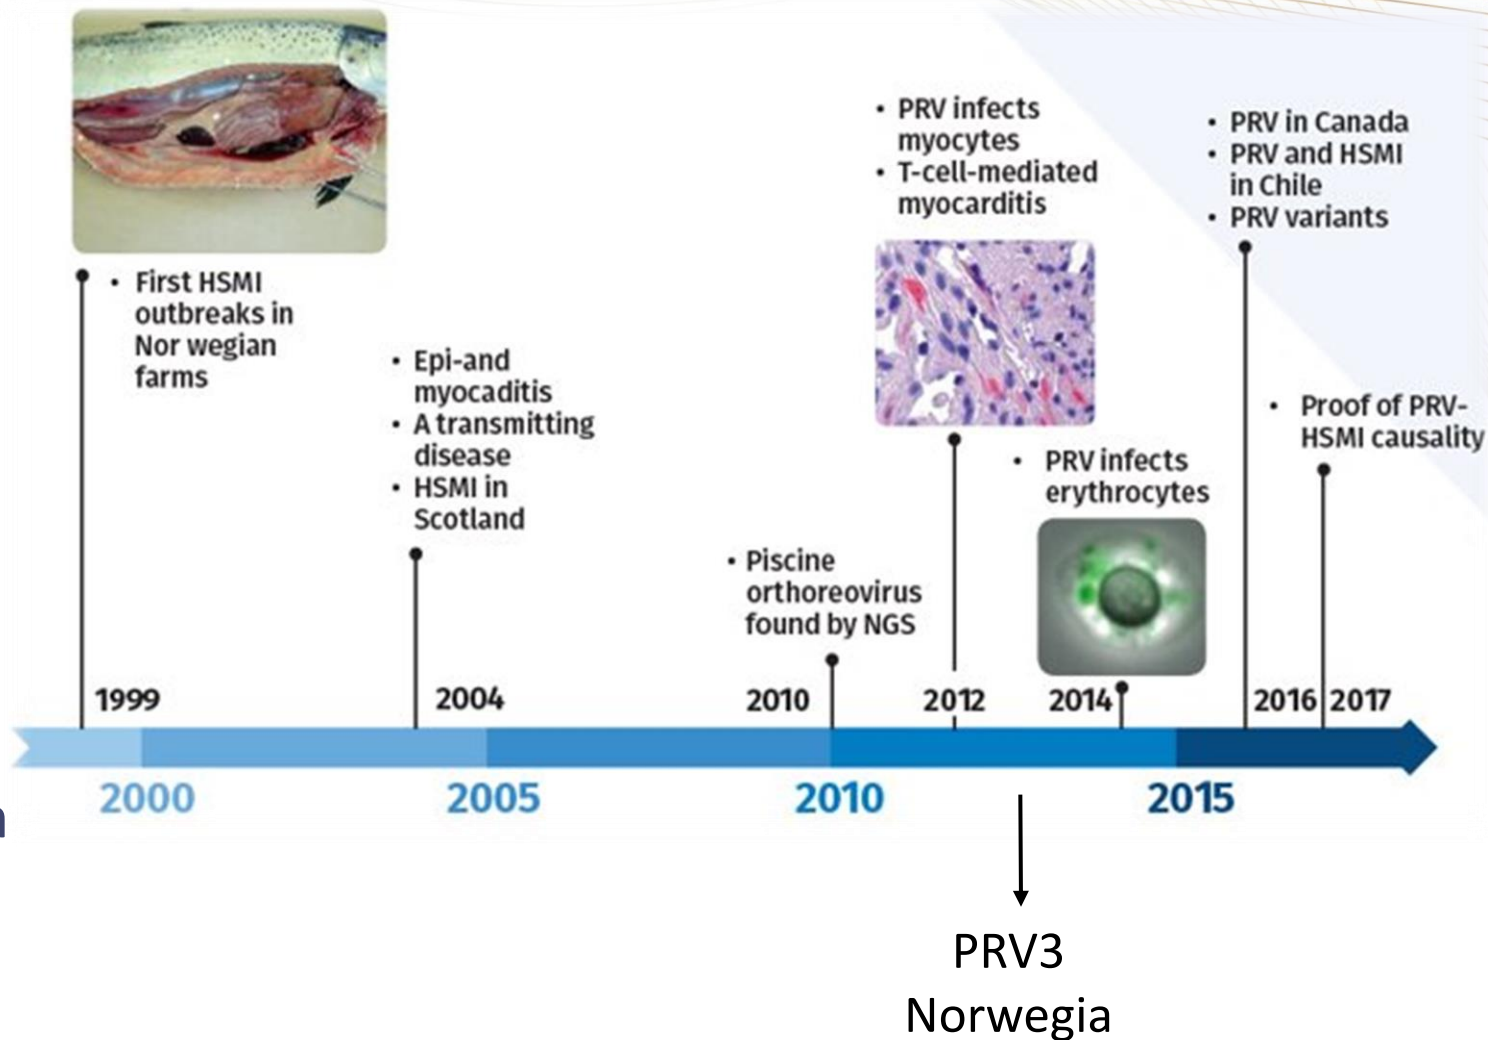 • First HSMI
outbreaks in
Nor wegian
farms
• Epi-and
myocaditis
• A transmitting
disease
• HSMI in
Scotland
• Piscine
orthoreovirus
found by NGS
• PRV infects
myocytes
• T-cell-mediated
myocarditis
• PRV infects
erythrocytes
• PRV in Canada
• PRV and HSMI
in Chile
• PRV variants
• Proof of PRV-
HSMI causality
1999
2004
2010
2012
2014
2016
2017
2000
2005
2010
2015
PRV3
Norwegia